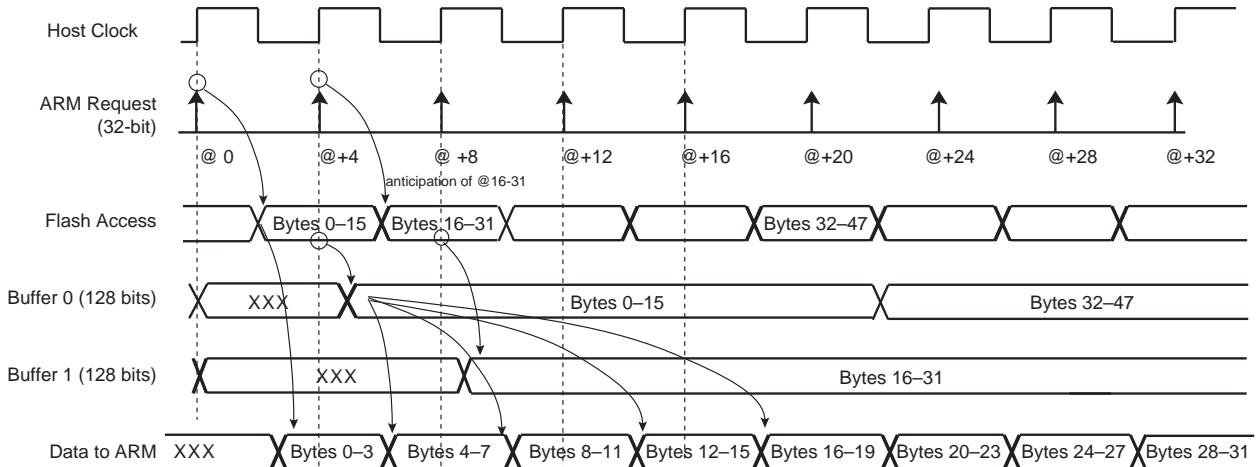 Host Clock
ARM Request
(32-bit)
@ 0
@+4
@ +8
@+12
@+16
@+20
@+24
@+28
@+32
anticipation of @16-31
Flash Access
Bytes 0–15
Bytes 16–31
Bytes 32–47
Buffer 0 (128 bits)
XXX
Bytes 0–15
Bytes 32–47
Buffer 1 (128 bits)
XXX
Bytes 16–31
Data to ARM
XXX
Bytes 0–3
Bytes 4–7
Bytes 8–11
Bytes 12–15
Bytes 16–19
Bytes 20–23
Bytes 24–27
Bytes 28–31